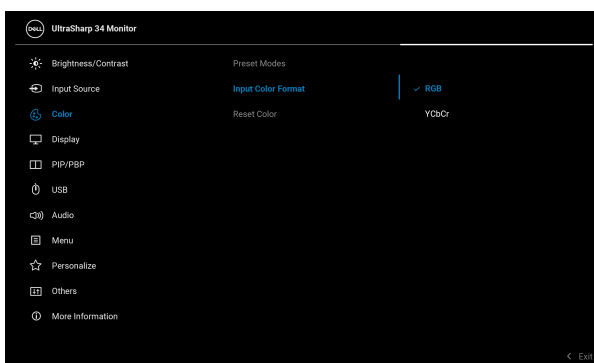 DELL UltraSharp 34 Monitor
Brightness/Contrast Preset Modes
Input Source Input Color Format RGB
Color Reset Color YCbCr
Display
PIP/PBP
USB
Audio
Menu
Personalize
Others
More Information
Exit